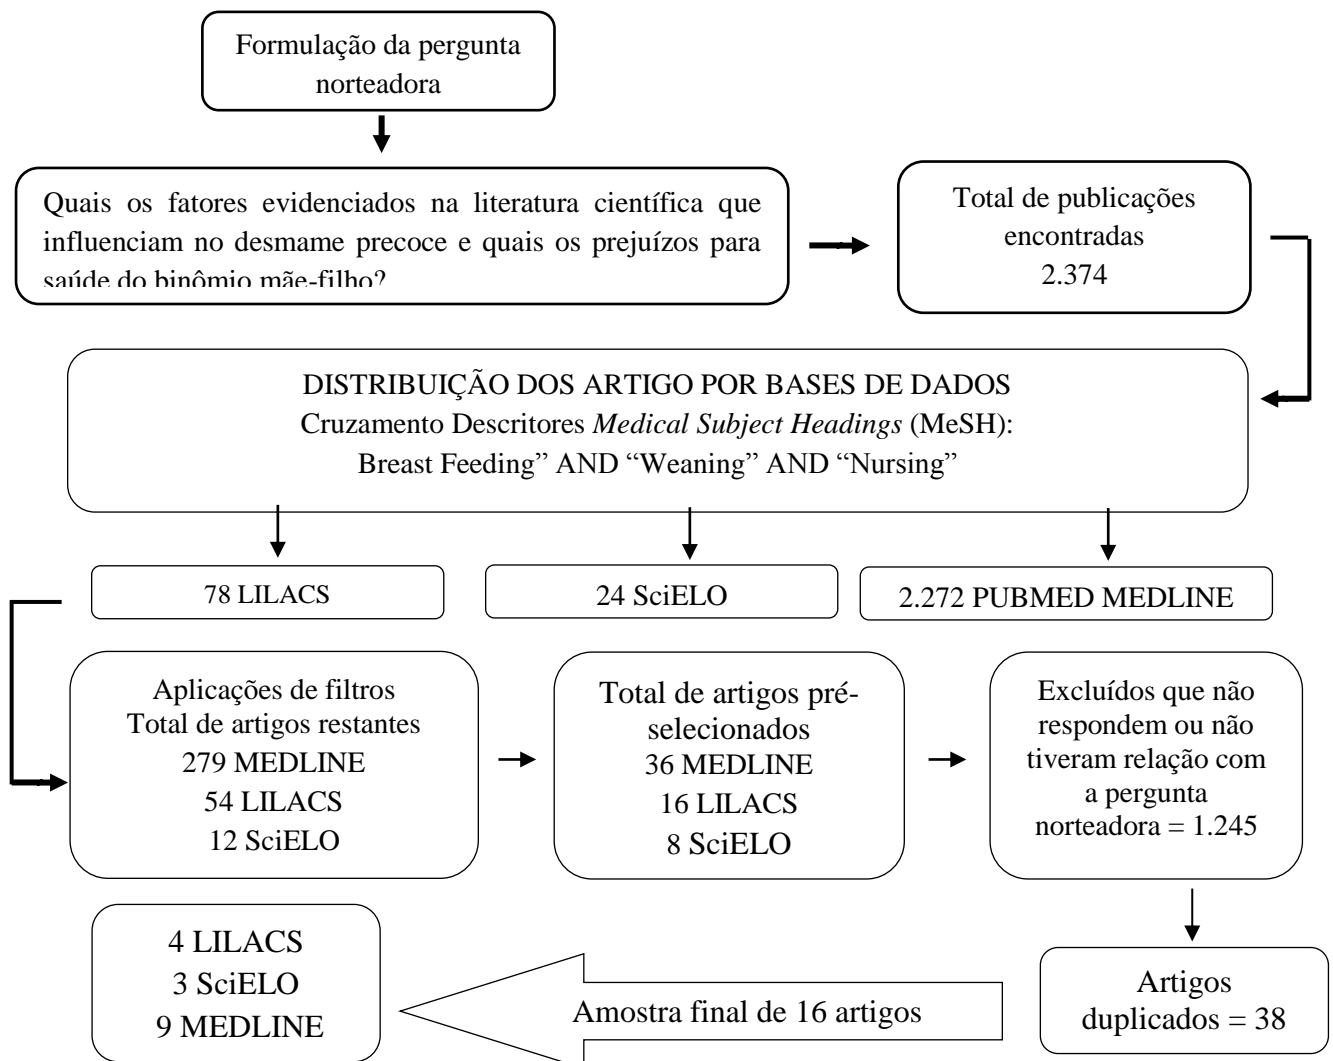 Formulação da pergunta
norteadora
Quais os fatores evidenciados na literatura científica que
influenciam no desmame precoce e quais os prejuízos para
saúde do binômio mãe-filho?
Total de publicações
encontradas
2.374
DISTRIBUIÇÃO DOS ARTIGO POR BASES DE DADOS
Cruzamento Descritores Medical Subject Headings (MeSH):
Breast Feeding” AND “Weaning” AND “Nursing”
78 LILACS
24 SciELO
2.272 PUBMED MEDLINE
Aplicações de filtros
Total de artigos restantes
279 MEDLINE
54 LILACS
12 SciELO
Total de artigos pré-
selecionados
36 MEDLINE
16 LILACS
8 SciELO
Excluídos que não
respondem ou não
tiveram relação com
a pergunta
norteadora = 1.245
4 LILACS
3 SciELO
9 MEDLINE
Amostra final de 16 artigos
Artigos
duplicados = 38